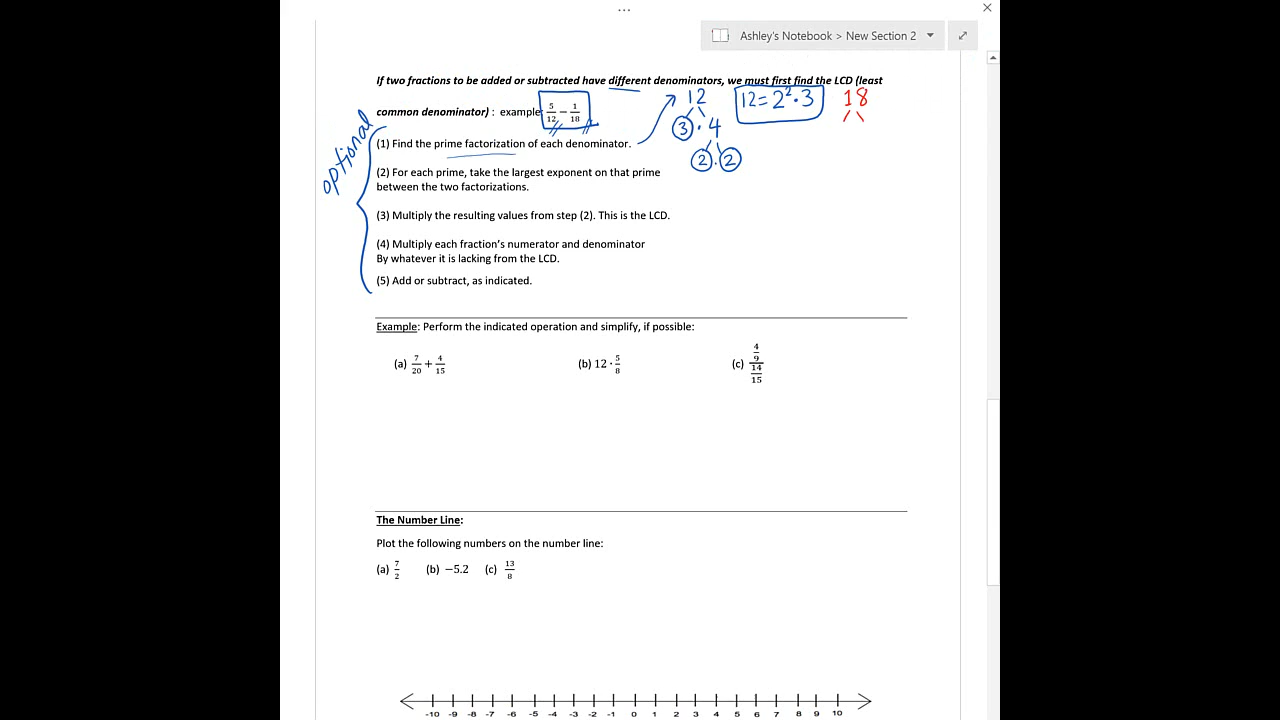 Ashley's Notebook > New Section 2
If two fractions to be added or subtracted have different denominators, we must first find the LCD (least
common denominator) : example: 5/12 − 1/18
12
3 · 4
2 · 2
12 = 2² · 3
18
optional
(1) Find the prime factorization of each denominator.
(2) For each prime, take the largest exponent on that prime
between the two factorizations.
(3) Multiply the resulting values from step (2). This is the LCD.
(4) Multiply each fraction's numerator and denominator
By whatever it is lacking from the LCD.
(5) Add or subtract, as indicated.
Example: Perform the indicated operation and simplify, if possible:
(a) 7/20 + 4/15 (b) 12 · 5/8 (c) (4/9)/(14/15)
The Number Line:
Plot the following numbers on the number line:
(a) 7/2 (b) −5.2 (c) 13/8
-10 -9 -8 -7 -6 -5 -4 -3 -2 -1 0 1 2 3 4 5 6 7 8 9 10